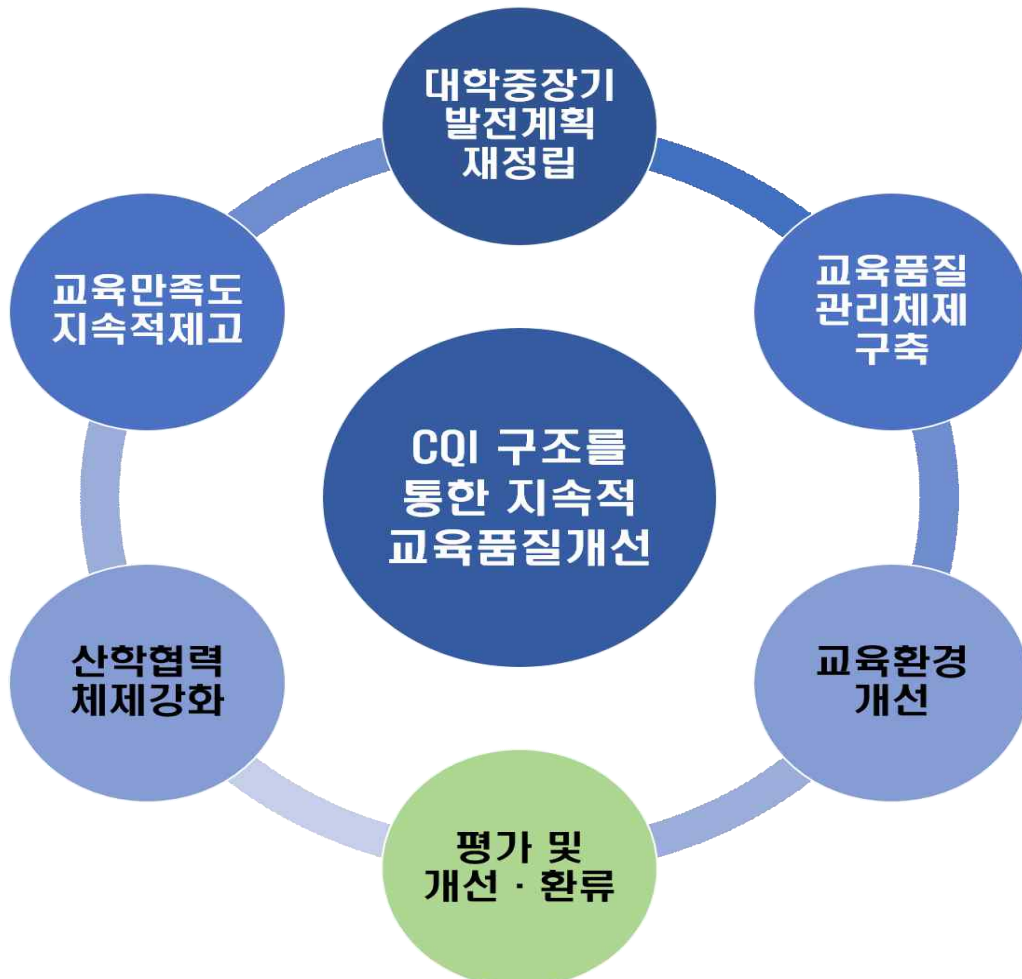 대학중장기
발전계획
재정립
교육만족도
지속적제고
교육품질
관리체제
구축
CQI 구조를
통한 지속적
교육품질개선
산학협력
체제강화
교육환경
개선
평가 및
개선 · 환류